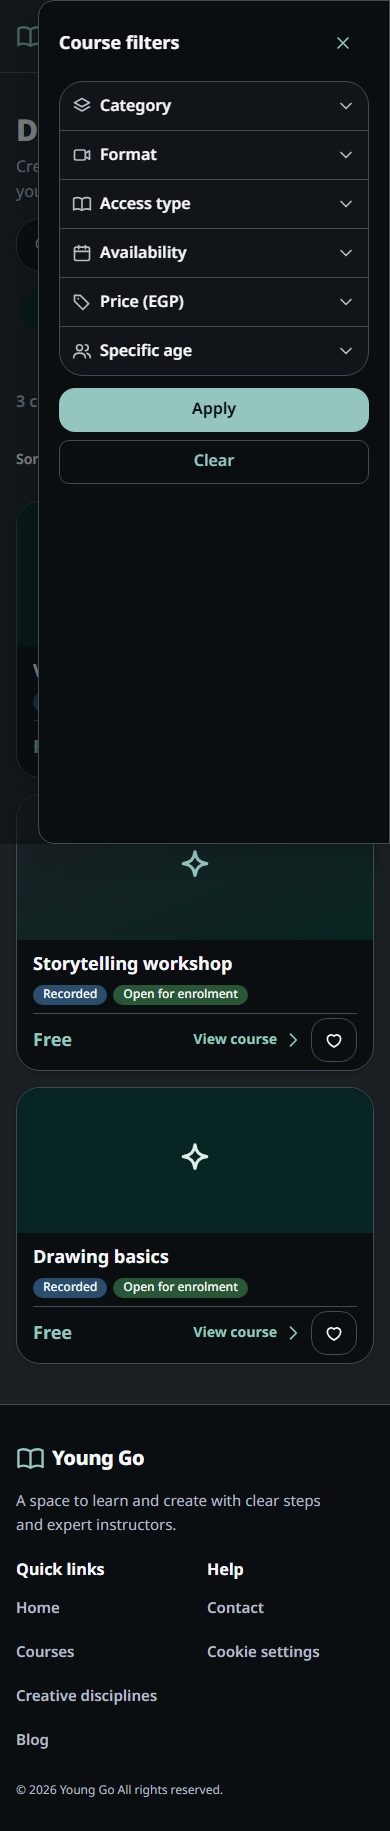 Course filters
Category
Format
Access type
Availability
Price (EGP)
Specific age
Apply
Clear
Storytelling workshop
Recorded Open for enrolment
Free View course
Drawing basics
Recorded Open for enrolment
Free View course
Young Go
A space to learn and create with clear steps
and expert instructors.
Quick links Help
Home Contact
Courses Cookie settings
Creative disciplines
Blog
© 2026 Young Go All rights reserved.